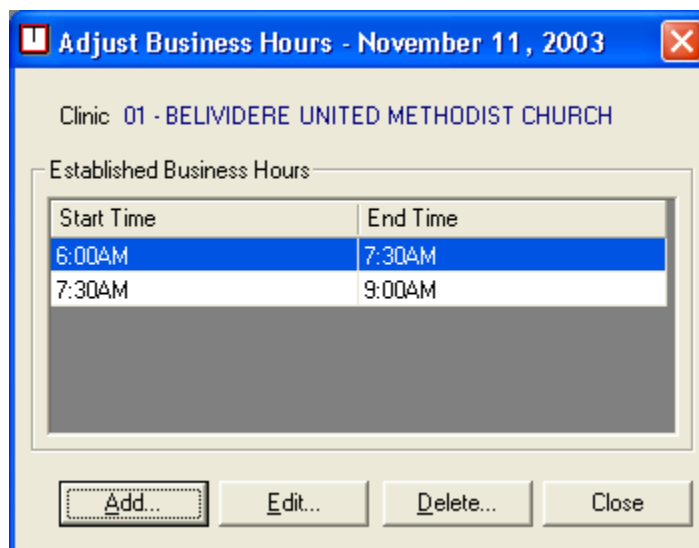 Adjust Business Hours - November 11, 2003
Clinic 01 - BELIVIDERE UNITED METHODIST CHURCH
Established Business Hours
Start Time End Time
6:00AM 7:30AM
7:30AM 9:00AM
Add... Edit... Delete... Close